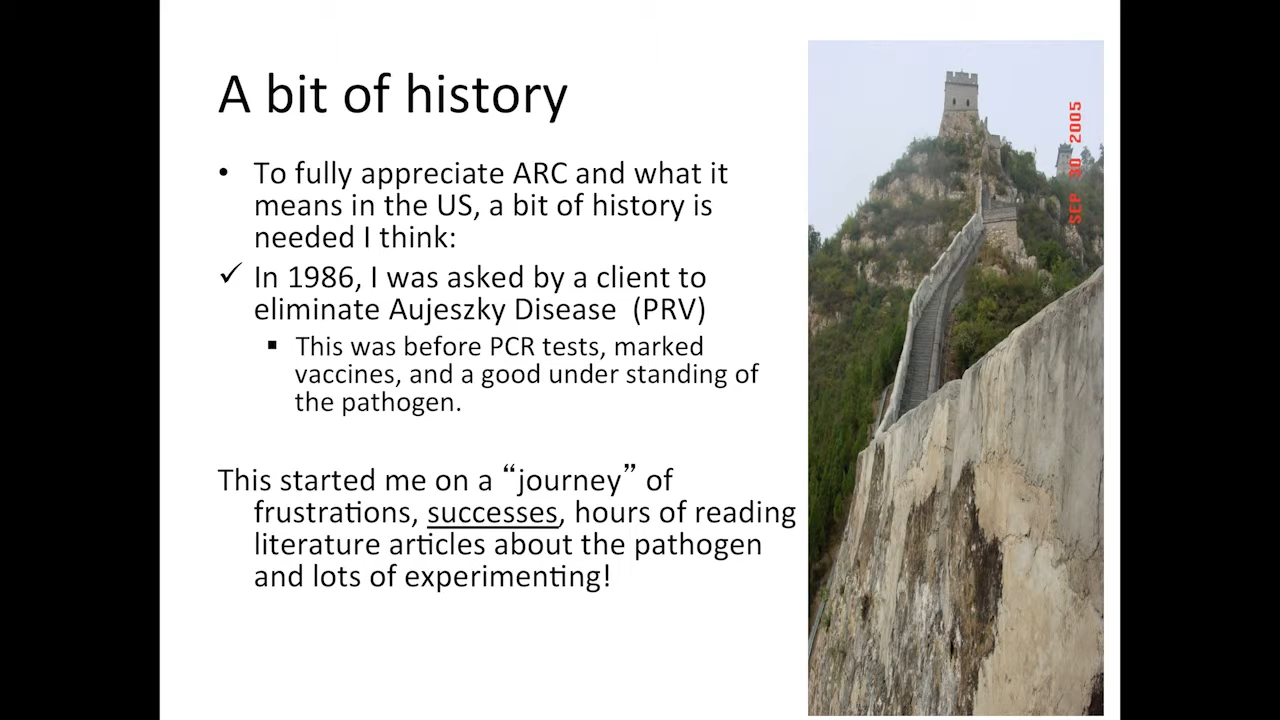 A bit of history
• To fully appreciate ARC and what it
means in the US, a bit of history is
needed I think:
✓ In 1986, I was asked by a client to
eliminate Aujeszky Disease  (PRV)
▪ This was before PCR tests, marked
vaccines, and a good under standing of
the pathogen.
This started me on a “journey” of
frustrations, successes, hours of reading
literature articles about the pathogen
and lots of experimenting!
SEP 30 2005